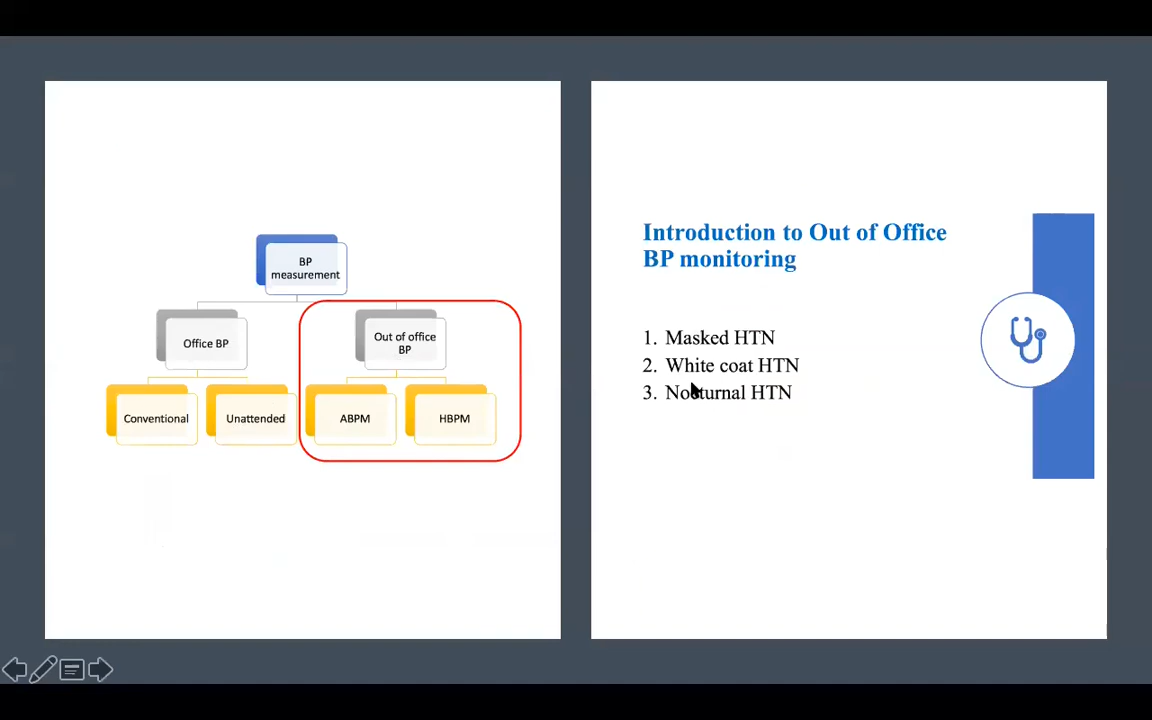 BP
measurement
Office BP
Out of office
BP
Conventional
Unattended
ABPM
HBPM
Introduction to Out of Office
BP monitoring
1. Masked HTN
2. White coat HTN
3. Nocturnal HTN